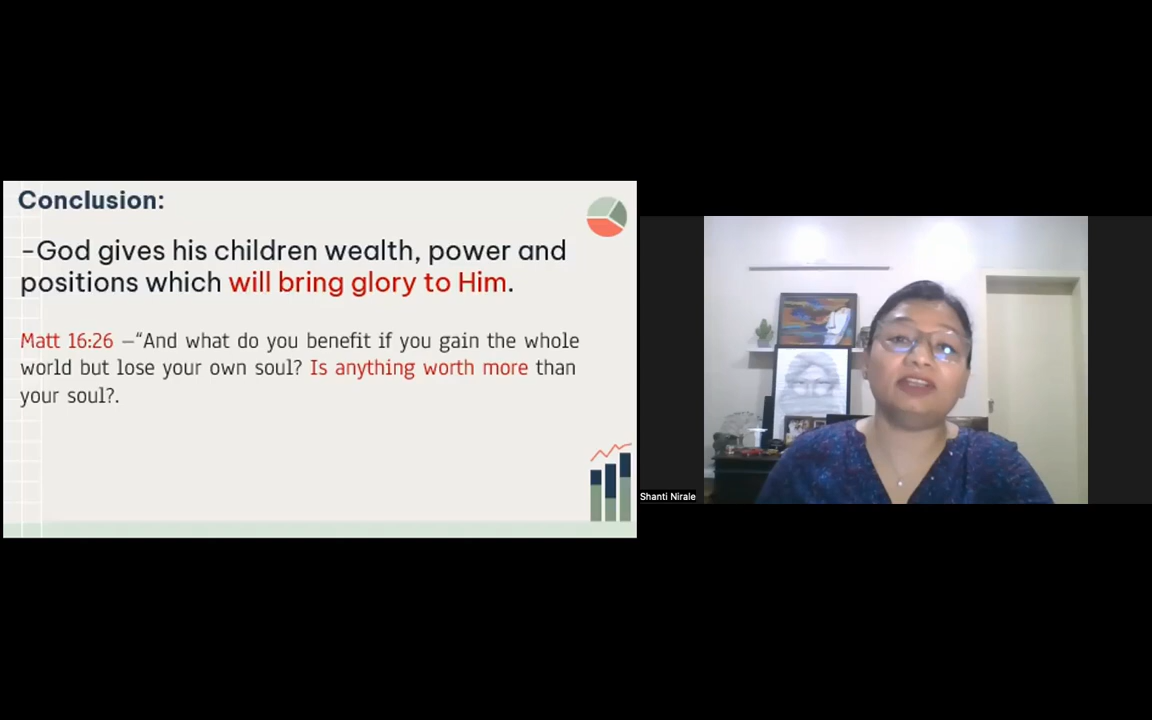 Conclusion:
-God gives his children wealth, power and
positions which will bring glory to Him.
Matt 16:26 –“And what do you benefit if you gain the whole
world but lose your own soul? Is anything worth more than
your soul?.
Shanti Nirale